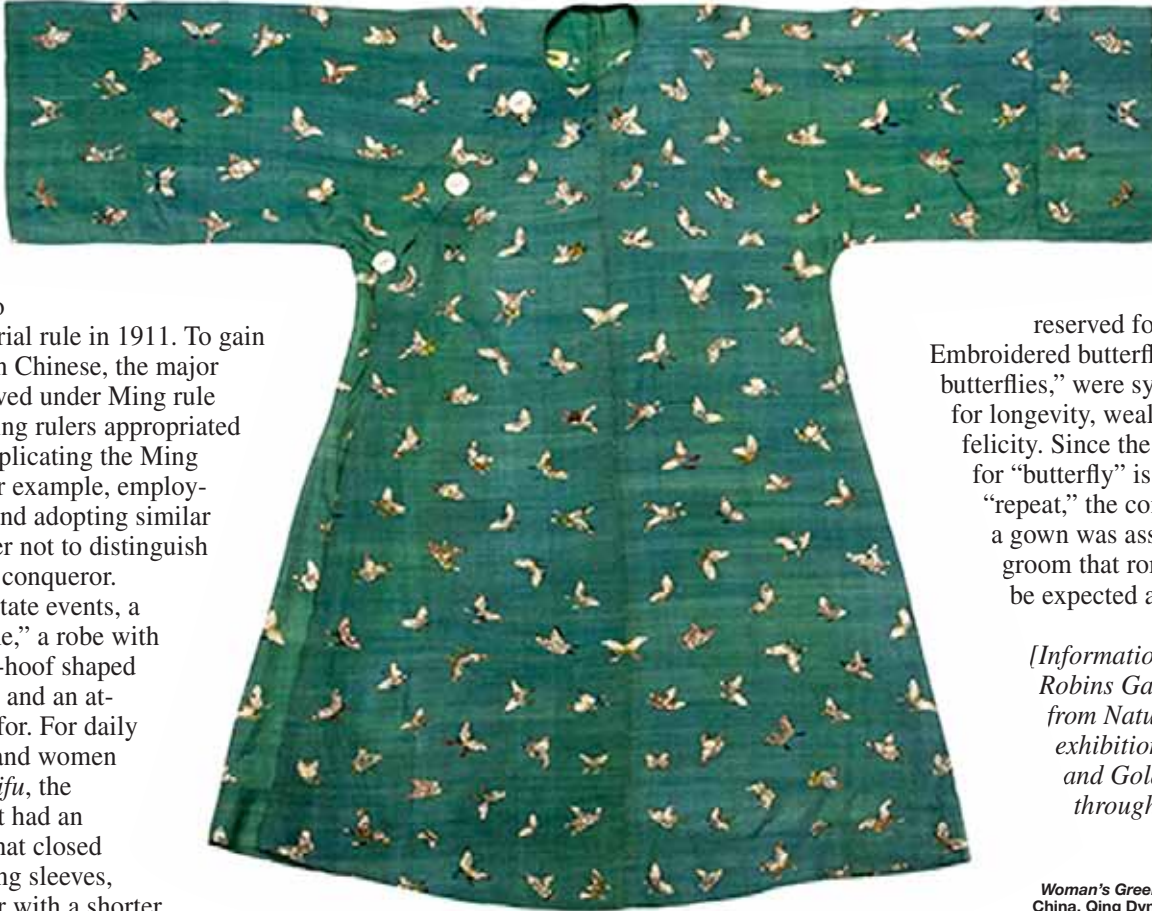 rial rule in 1911. To gain
Chinese, the major
ved under Ming rule
ing rulers appropriated
plicating the Ming
example, employ-
nd adopting similar
er not to distinguish
conqueror.
tate events, a
e,” a robe with
-hoof shaped
and an at-
for. For daily
and women
ifu, the
t had an
hat closed
ng sleeves,
r with a shorter
reserved fo
Embroidered butterfl
butterflies,” were sy
for longevity, weal
felicity. Since the
for “butterfly” is
“repeat,” the co
a gown was ass
groom that ro
be expected a
[Informatio
Robins Ga
from Natu
exhibition
and Gol
through
Woman’s Gree
China, Qing Dyn